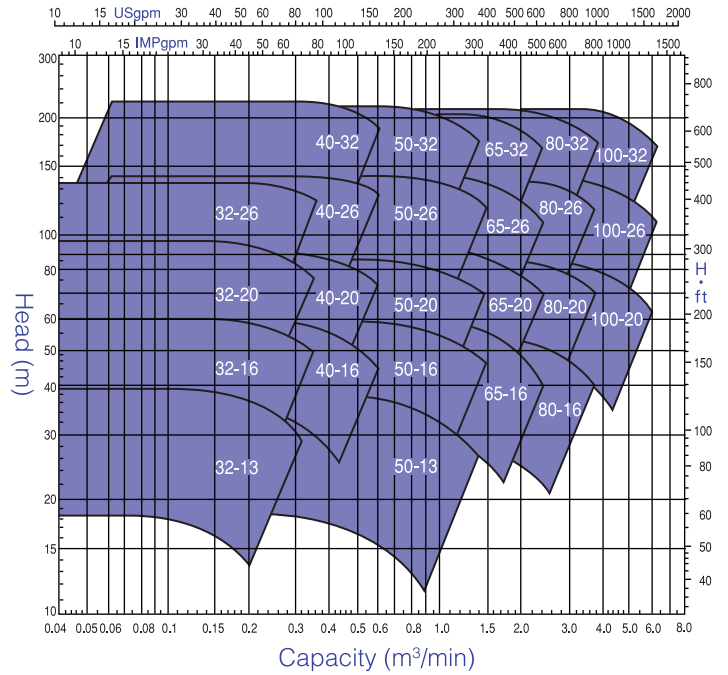 10 15 USgpm 30 40 50 60 100 150 200 300 400 500 600 1000 1500 2000
10 15 IMPgpm 30 40 50 60 80 100 150 200 300 400 500 600 800 1000 1500
300
200
150
100
80
60
50
40
30
20
15
10
Head (m)
40-32 50-32 65-32 80-32 100-32
32-26 40-26 50-26 65-26 80-26 100-26
32-20 40-20 50-20 65-20 80-20 100-20
32-16 40-16 50-16 65-16 80-16
32-13 50-13
800
600
500
400
300
H・ft
200
150
100
80
60
50
40
0.04 0.05 0.06 0.08 0.1 0.15 0.2 0.3 0.4 0.5 0.6 0.8 1.0 1.5 2.0 3.0 4.0 5.0 6.0 8.0
Capacity (m³/min)